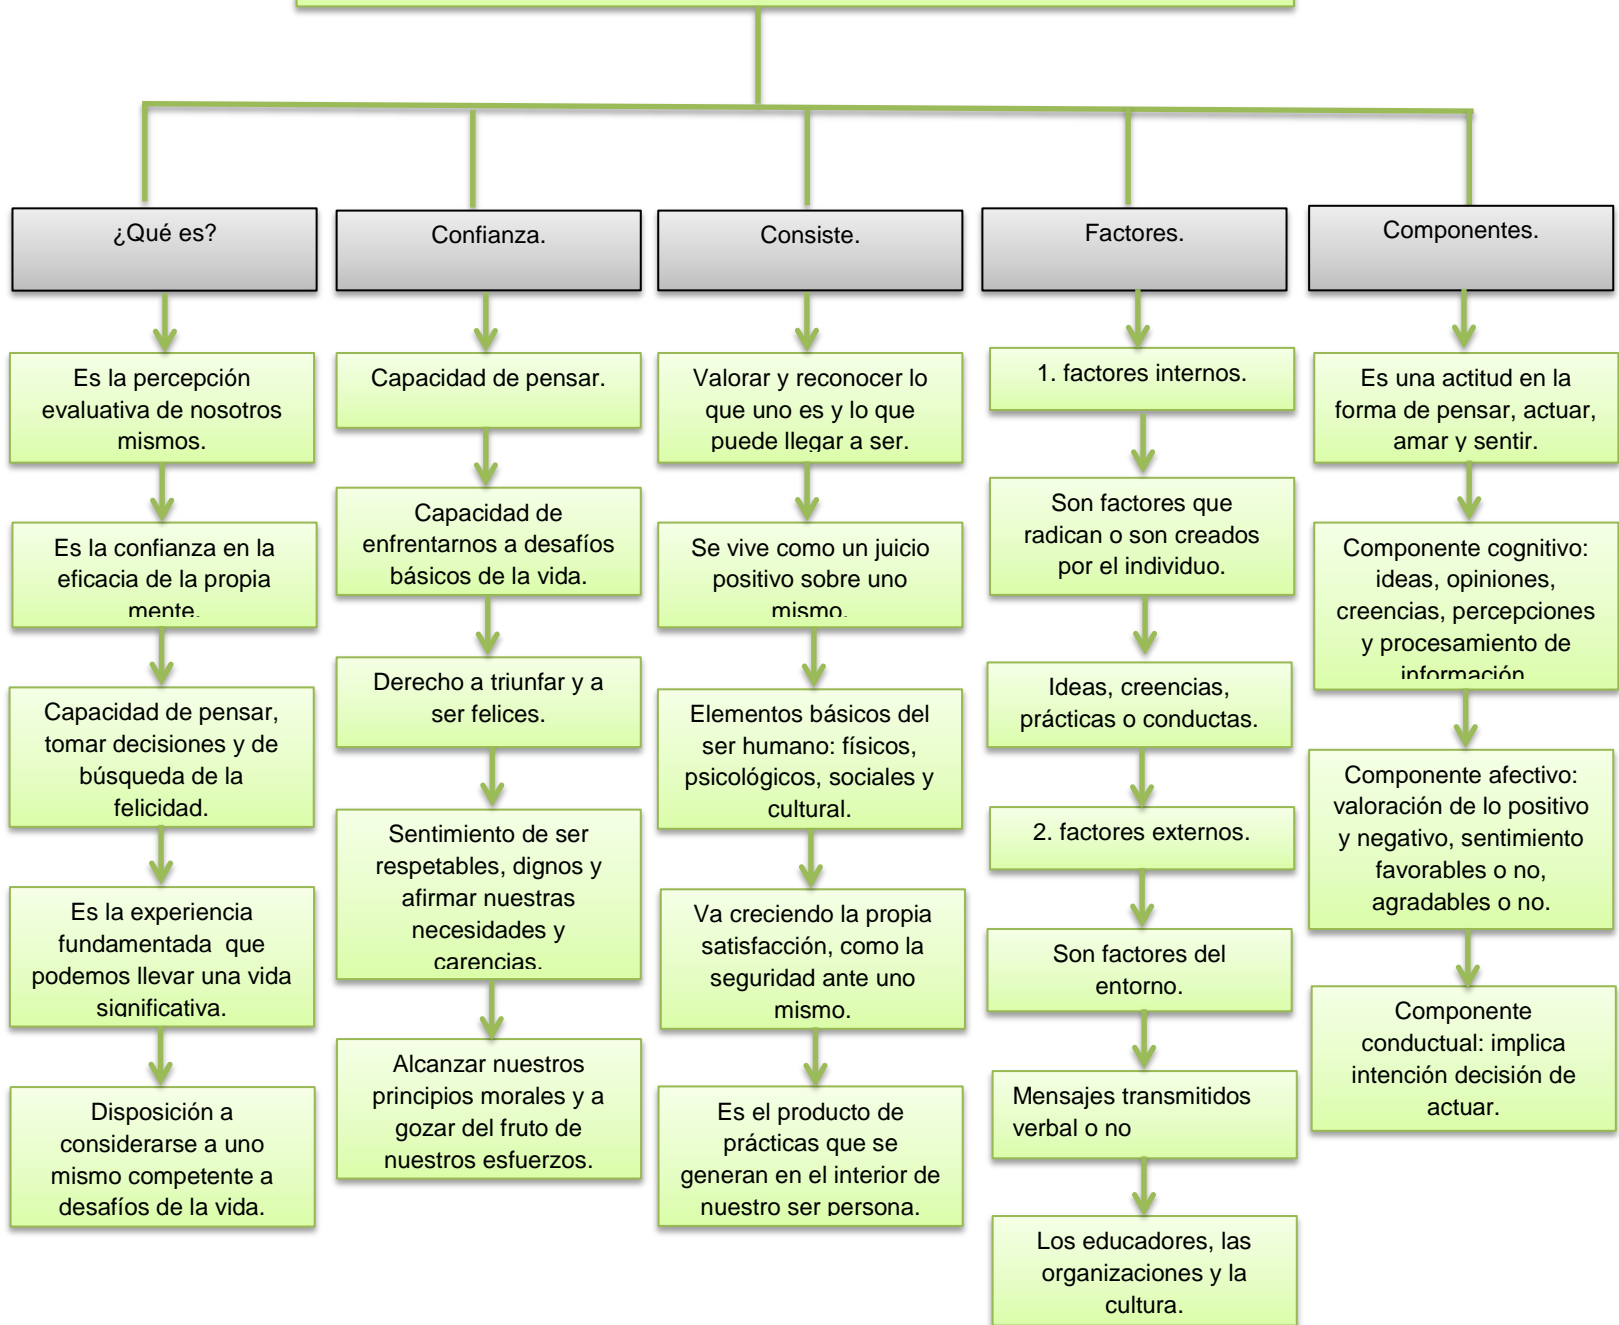 ¿Qué es?
Es la percepción
evaluativa de nosotros
mismos.
Es la confianza en la
eficacia de la propia
mente.
Capacidad de pensar,
tomar decisiones y de
búsqueda de la
felicidad.
Es la experiencia
fundamentada  que
podemos llevar una vida
significativa.
Disposición a
considerarse a uno
mismo competente a
desafíos de la vida.
Confianza.
Capacidad de pensar.
Capacidad de
enfrentarnos a desafíos
básicos de la vida.
Derecho a triunfar y a
ser felices.
Sentimiento de ser
respetables, dignos y
afirmar nuestras
necesidades y
carencias.
Alcanzar nuestros
principios morales y a
gozar del fruto de
nuestros esfuerzos.
Consiste.
Valorar y reconocer lo
que uno es y lo que
puede llegar a ser.
Se vive como un juicio
positivo sobre uno
mismo.
Elementos básicos del
ser humano: físicos,
psicológicos, sociales y
cultural.
Va creciendo la propia
satisfacción, como la
seguridad ante uno
mismo.
Es el producto de
prácticas que se
generan en el interior de
nuestro ser persona.
Factores.
1. factores internos.
Son factores que
radican o son creados
por el individuo.
Ideas, creencias,
prácticas o conductas.
2. factores externos.
Son factores del
entorno.
Mensajes transmitidos
verbal o no
Los educadores, las
organizaciones y la
cultura.
Componentes.
Es una actitud en la
forma de pensar, actuar,
amar y sentir.
Componente cognitivo:
ideas, opiniones,
creencias, percepciones
y procesamiento de
información
Componente afectivo:
valoración de lo positivo
y negativo, sentimiento
favorables o no,
agradables o no.
Componente
conductual: implica
intención decisión de
actuar.